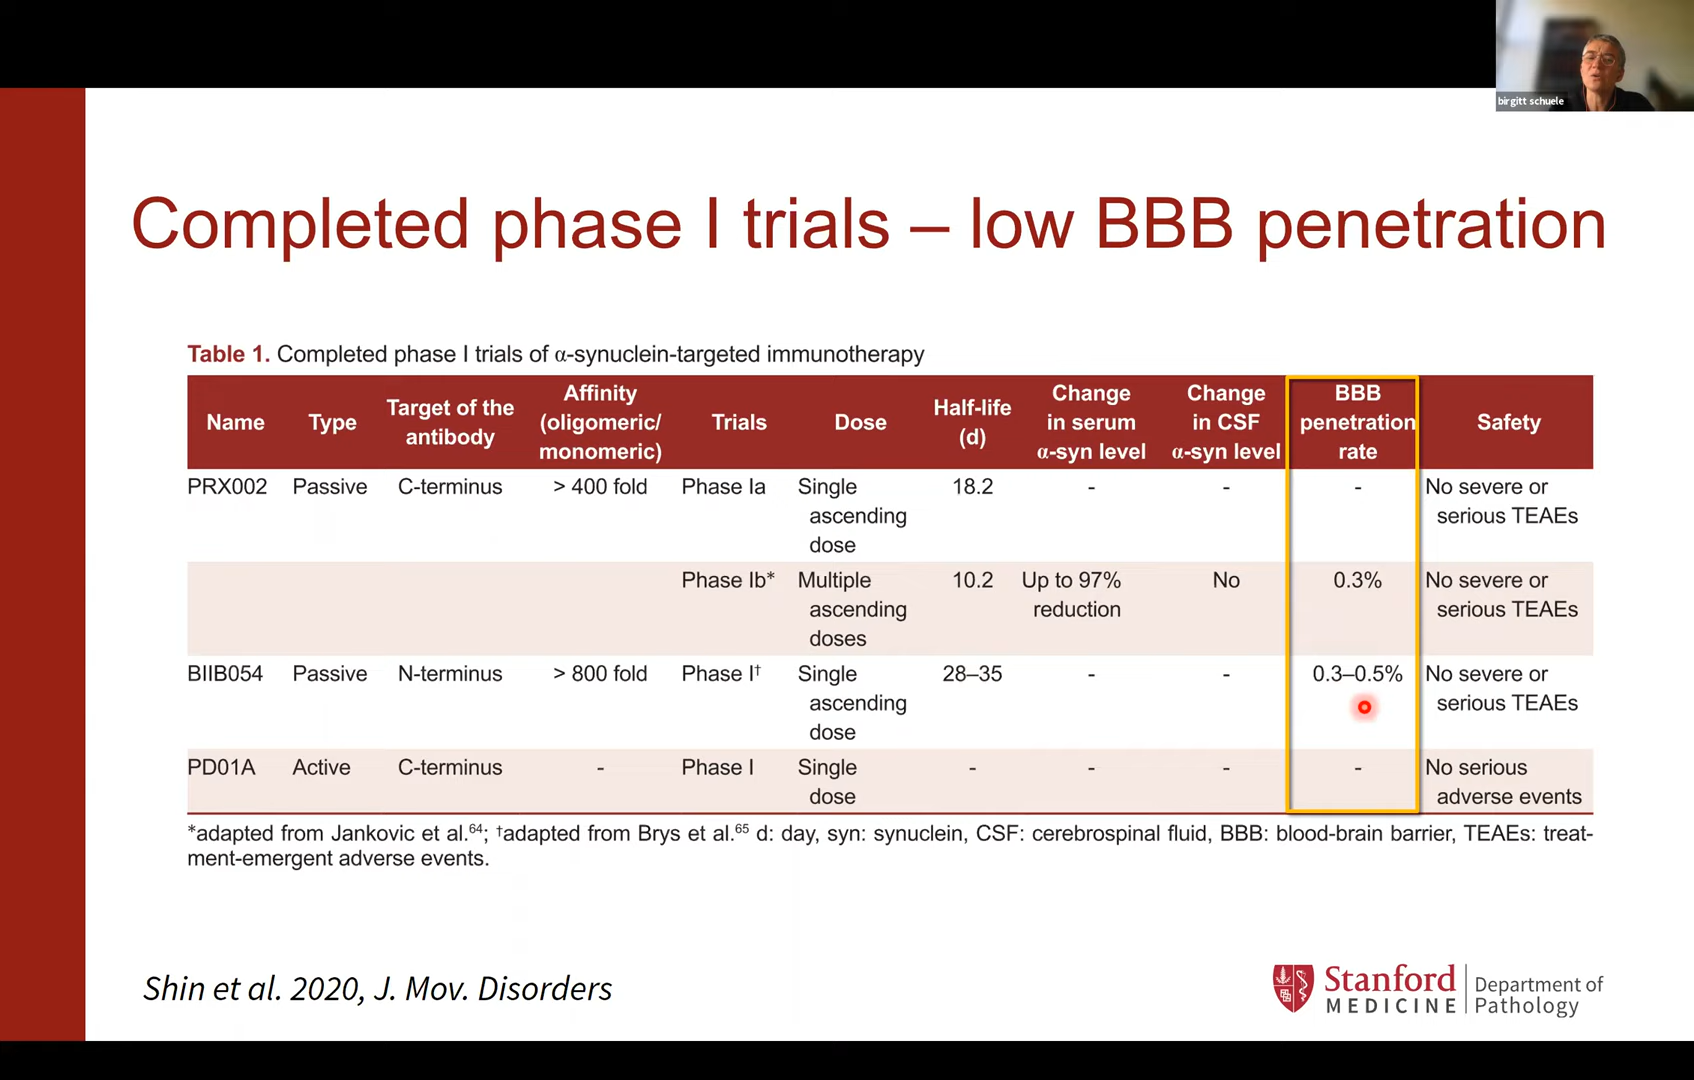 birgitt schuele
Completed phase I trials – low BBB penetration
Table 1. Completed phase I trials of α-synuclein-targeted immunotherapy
Name Type Target of the antibody Affinity (oligomeric/ monomeric) Trials Dose Half-life (d) Change in serum α-syn level Change in CSF α-syn level BBB penetration rate Safety
PRX002 Passive C-terminus > 400 fold Phase Ia Single ascending dose 18.2 - - - No severe or serious TEAEs
Phase Ib* Multiple ascending doses 10.2 Up to 97% reduction No 0.3% No severe or serious TEAEs
BIIB054 Passive N-terminus > 800 fold Phase I† Single ascending dose 28–35 - - 0.3–0.5% No severe or serious TEAEs
PD01A Active C-terminus - Phase I Single dose - - - - No serious adverse events
*adapted from Jankovic et al.64; †adapted from Brys et al.65 d: day, syn: synuclein, CSF: cerebrospinal fluid, BBB: blood-brain barrier, TEAEs: treat-
ment-emergent adverse events.
Shin et al. 2020, J. Mov. Disorders
Stanford MEDICINE Department of Pathology